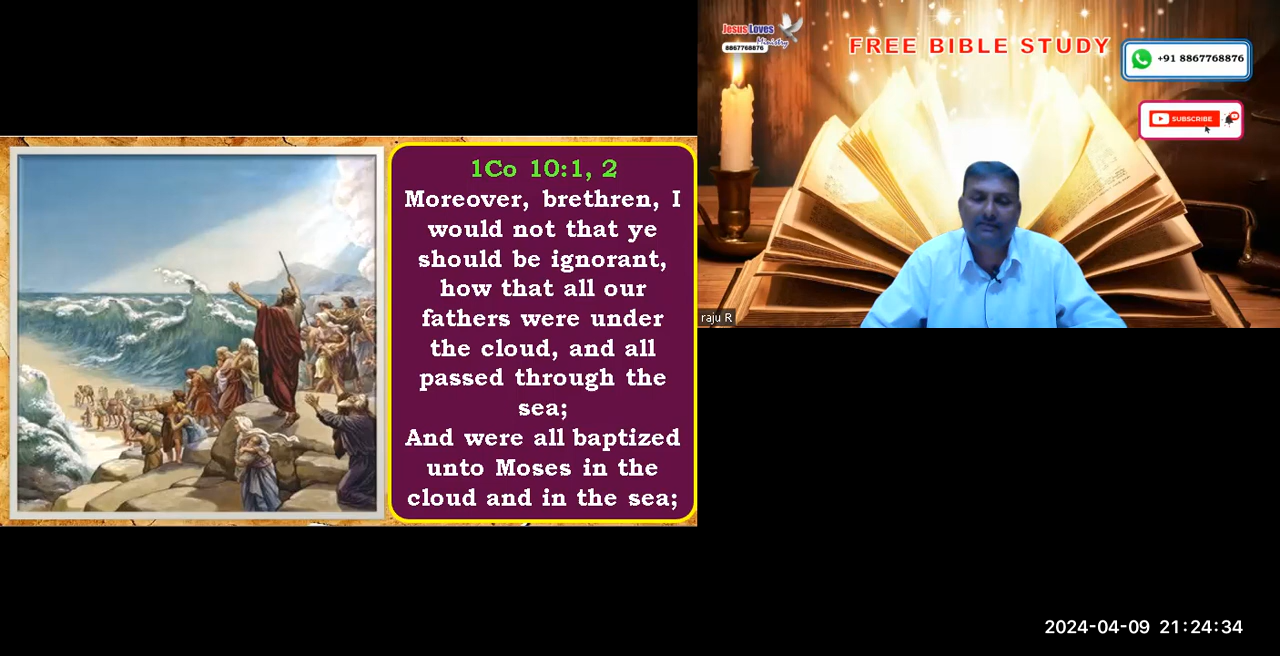 1Co 10:1, 2
Moreover, brethren, I
would not that ye
should be ignorant,
how that all our
fathers were under
the cloud, and all
passed through the
sea;
And were all baptized
unto Moses in the
cloud and in the sea;
Jesus Loves
Ministry
8867768876
FREE BIBLE STUDY
+91 8867768876
SUBSCRIBE
raju R
2024-04-09 21:24:34